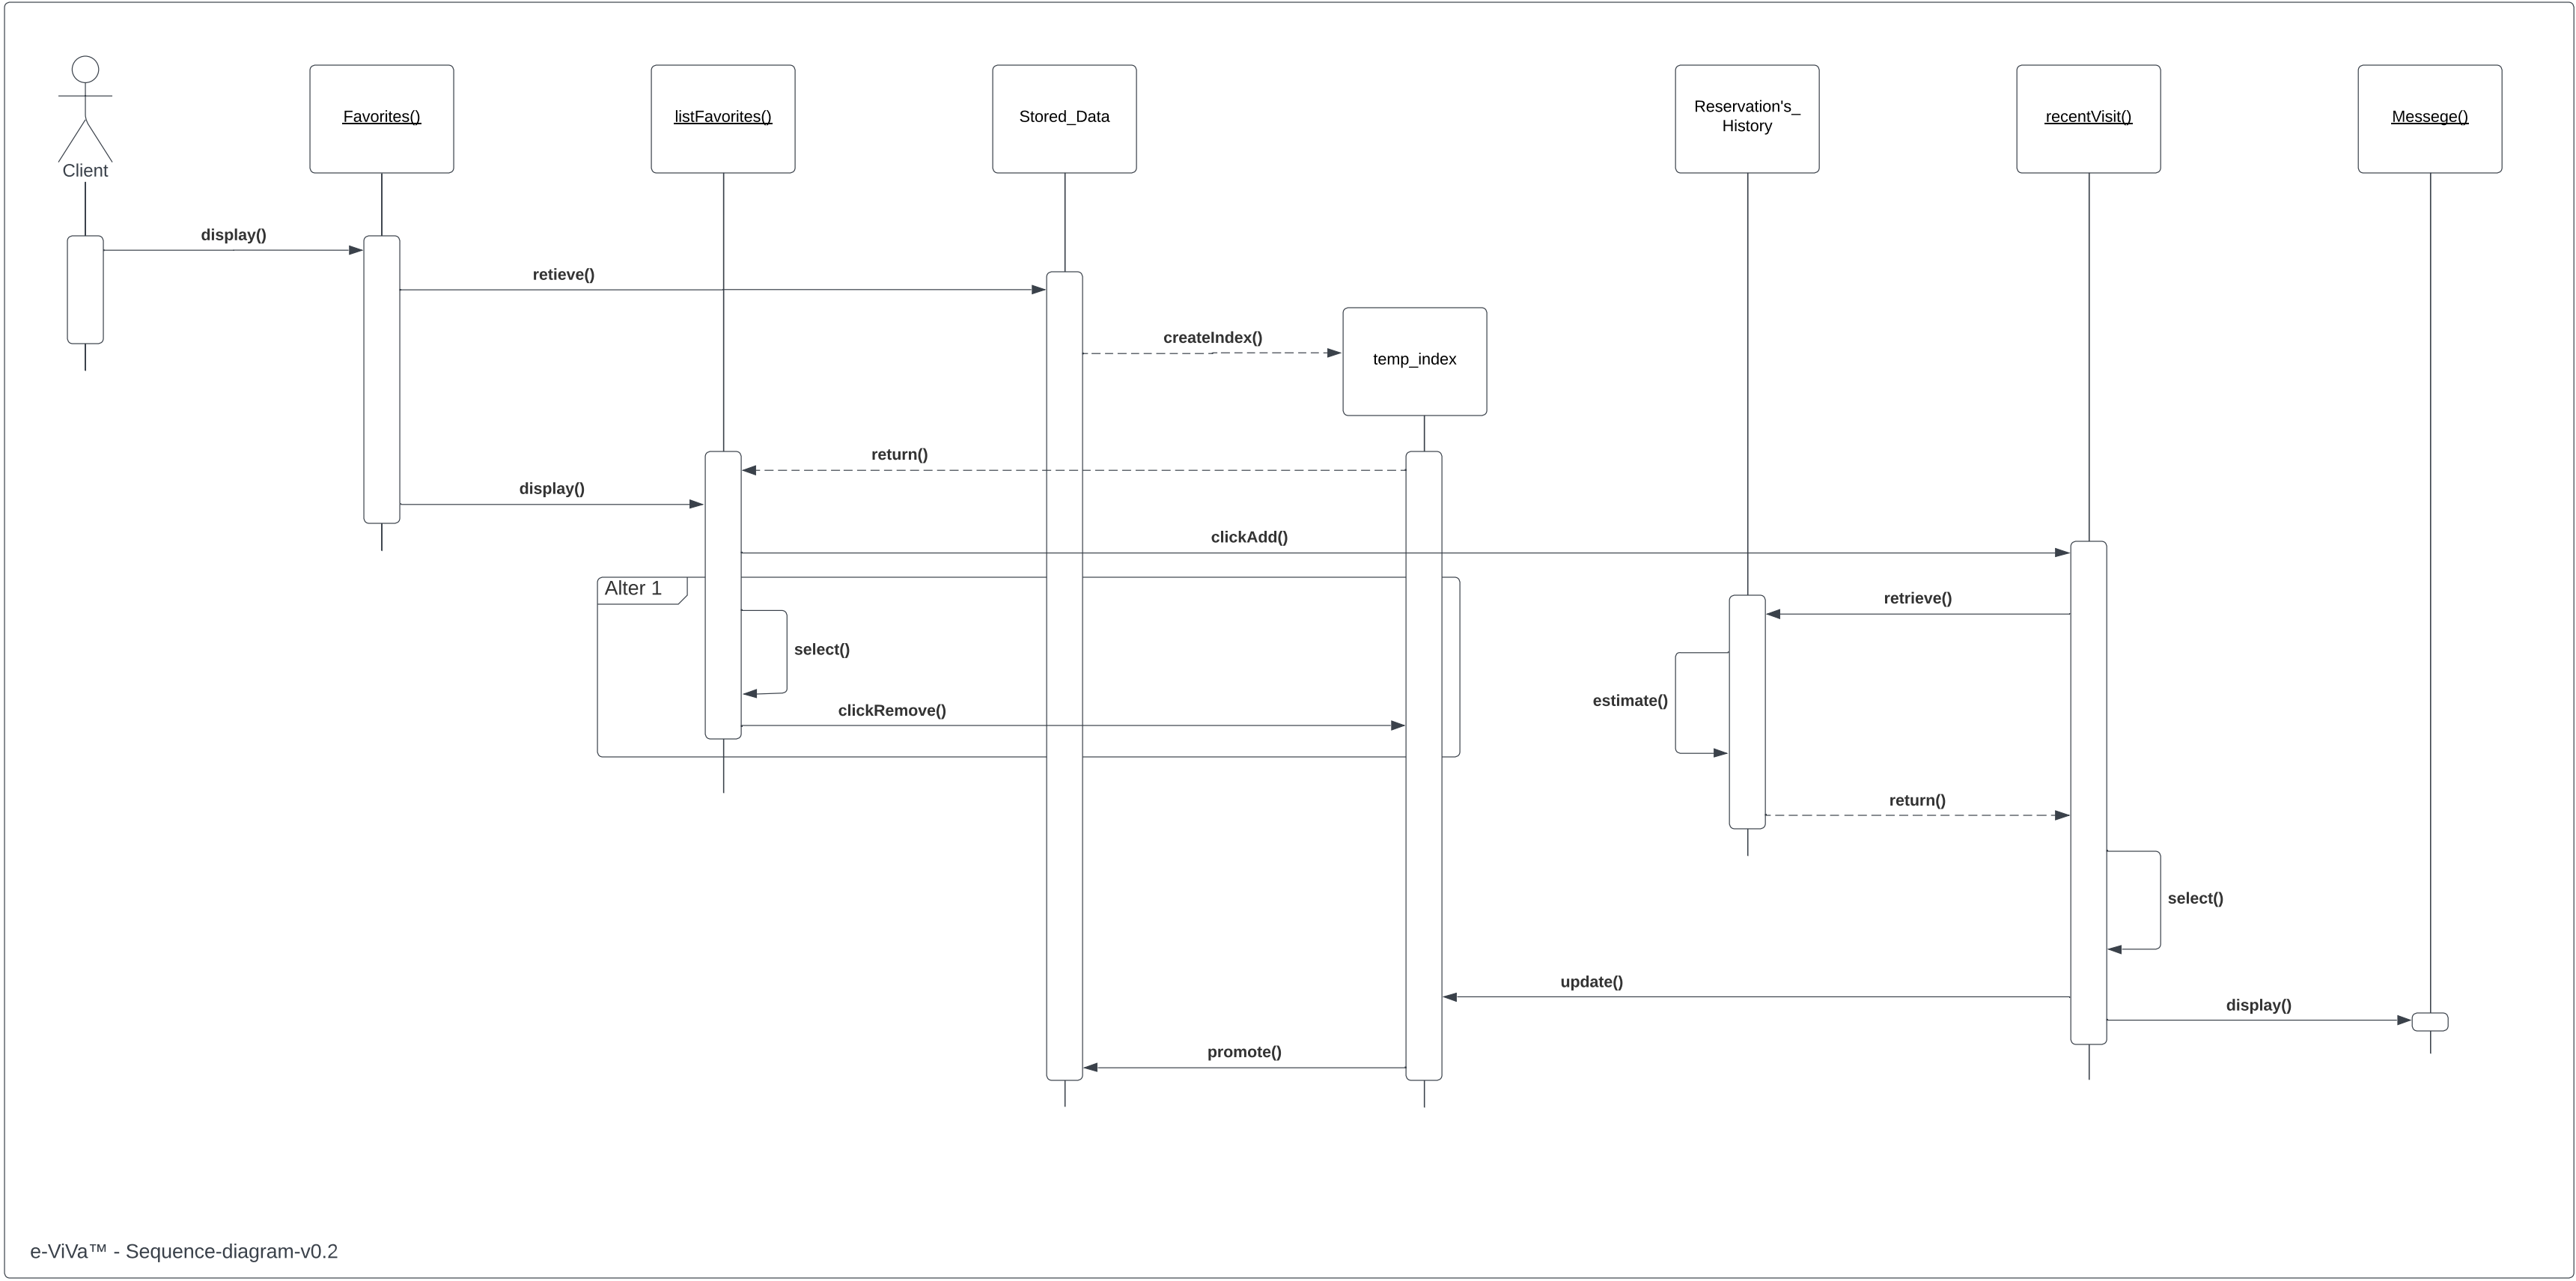 Client
Favorites()
listFavorites()
Stored_Data
Reservation's_
History
recentVisit()
Messege()
display()
retieve()
createIndex()
temp_index
return()
display()
clickAdd()
Alter 1
retrieve()
select()
estimate()
clickRemove()
return()
select()
update()
display()
promote()
e-ViVa™ - Sequence-diagram-v0.2